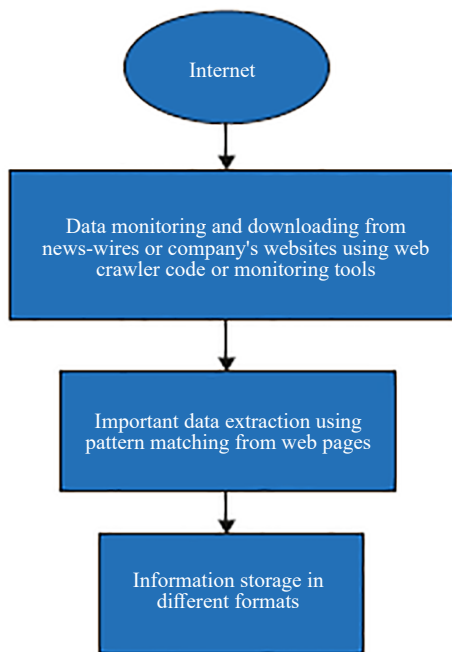 Internet
Data monitoring and downloading from
news-wires or company's websites using web
crawler code or monitoring tools
Important data extraction using
pattern matching from web pages
Information storage in
different formats